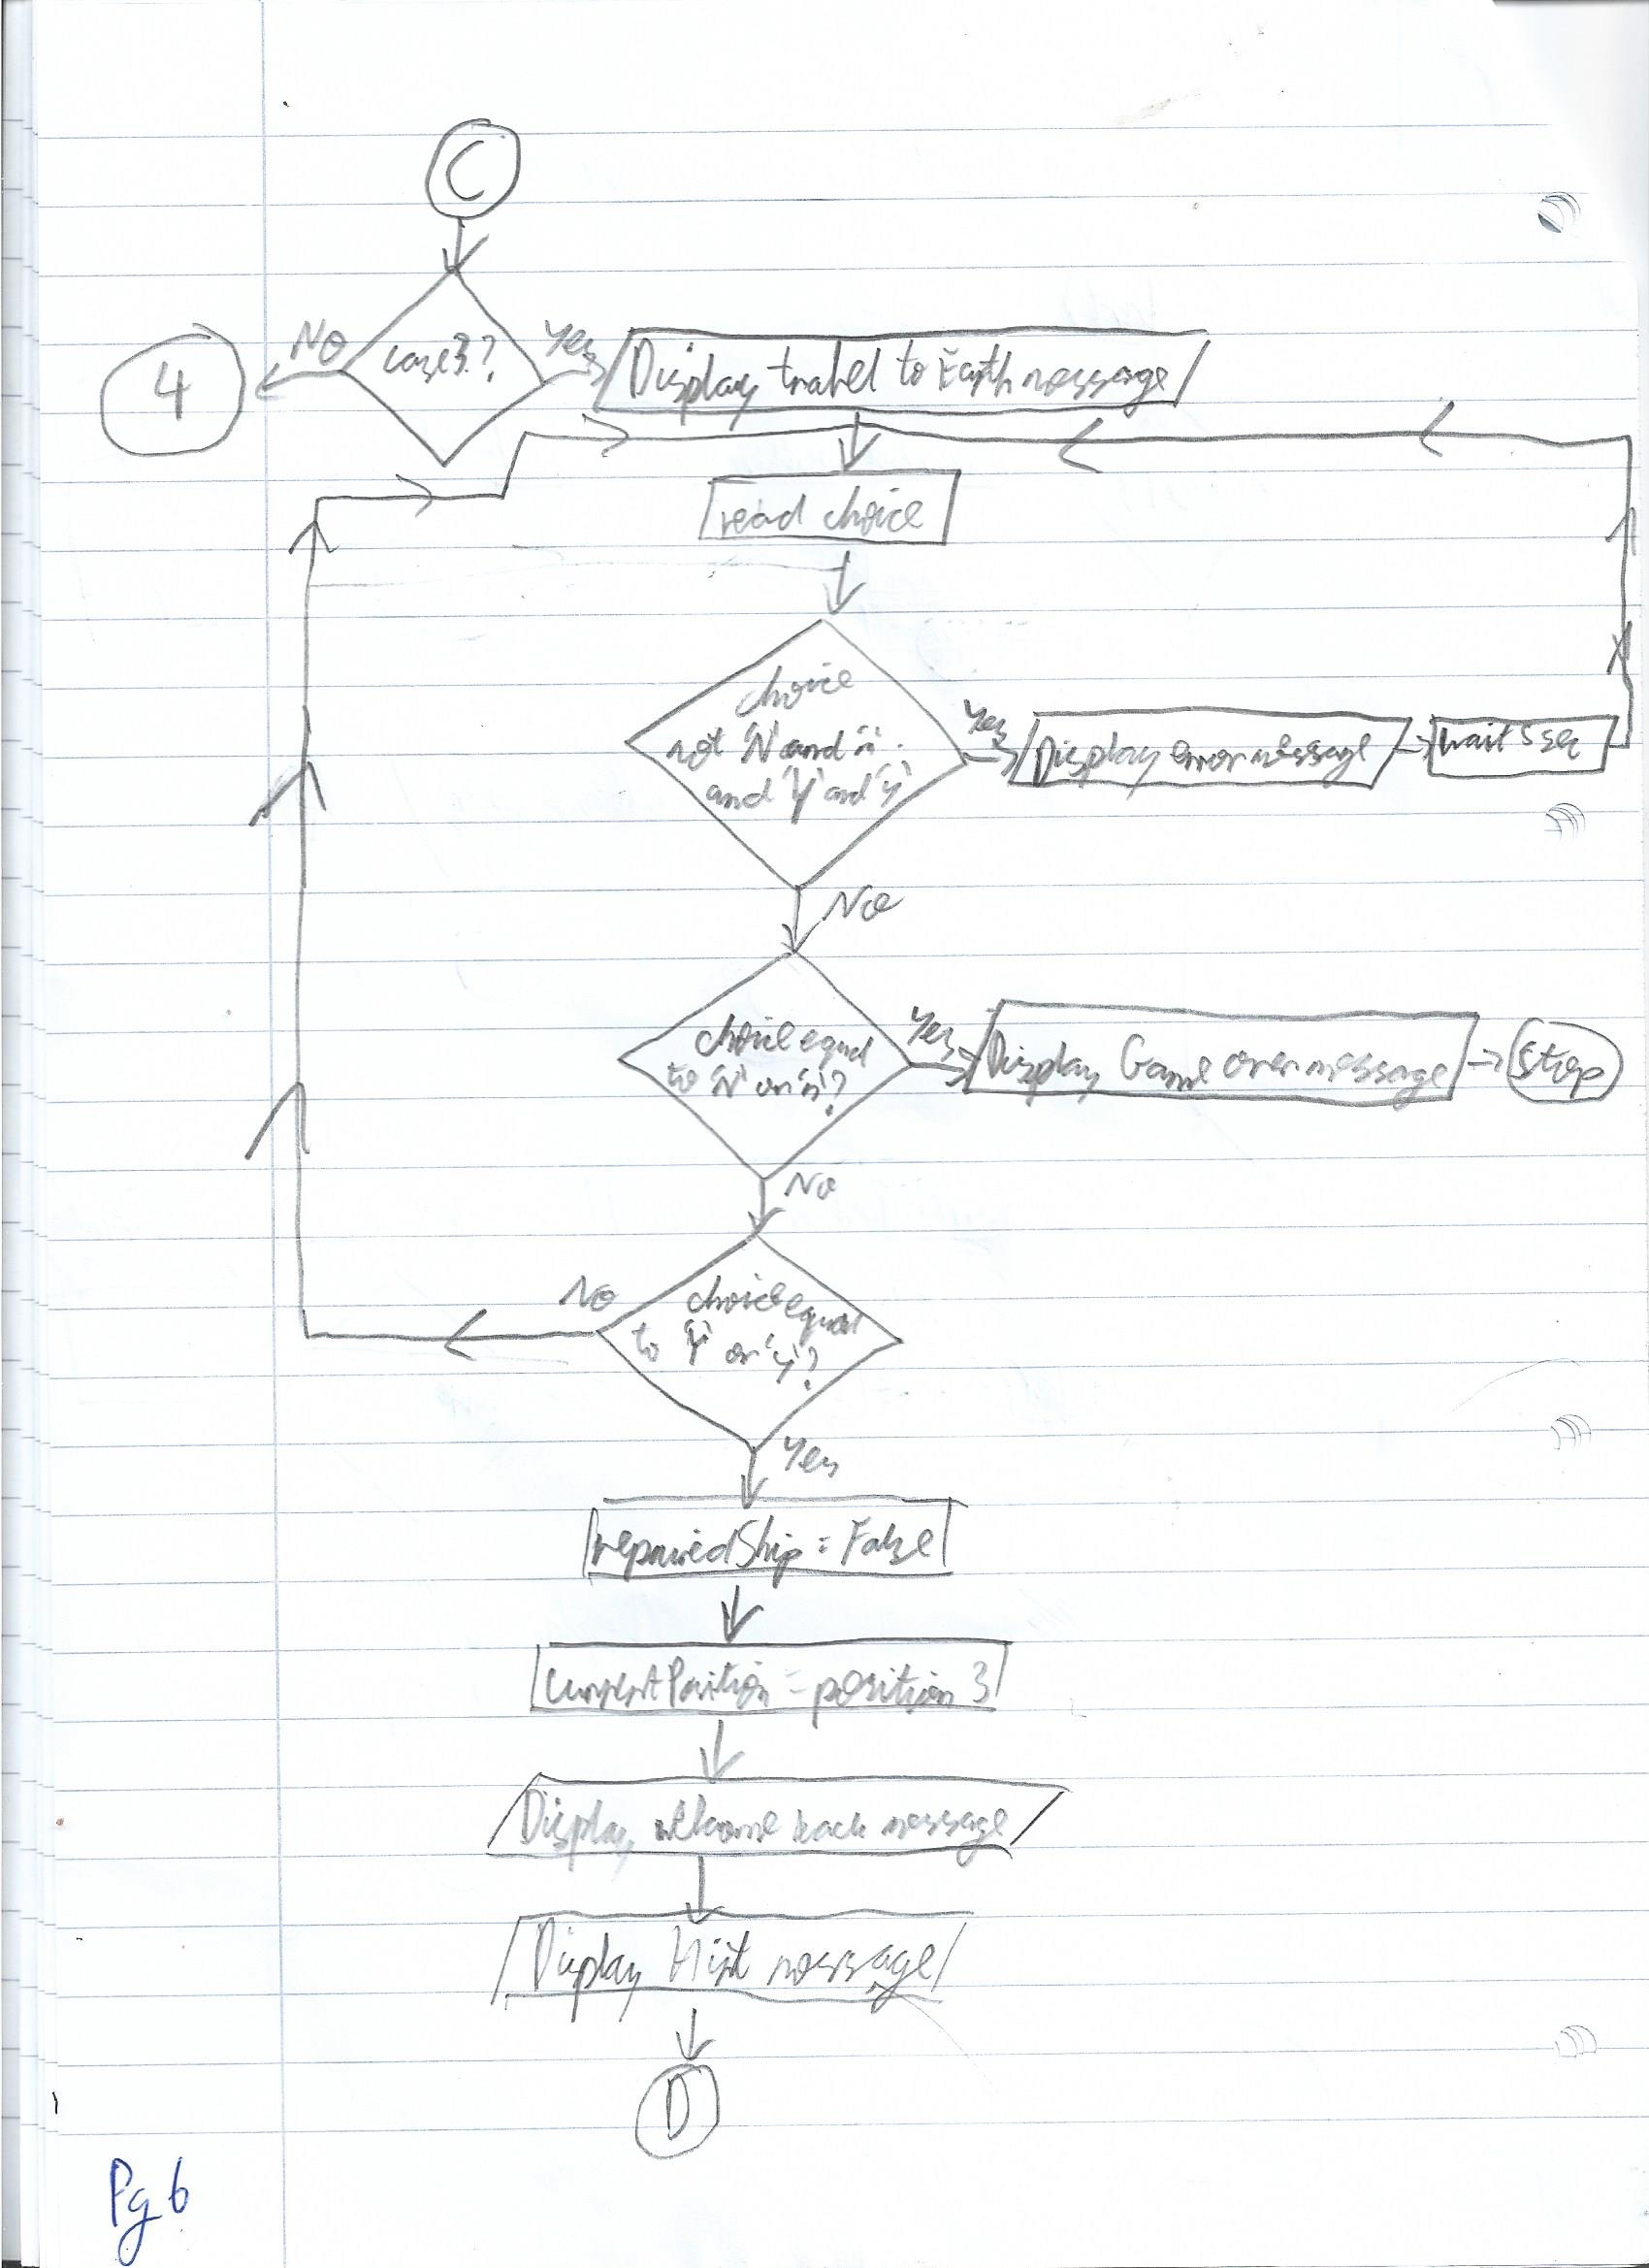 C
No
case3?
Yes
4
Display travel to Earth message
read choice
choice
not 'N' and 'n'
and 'Y' and 'y'
Yes
Display error message
wait 5 sec
No
choice equal
to 'N' or 'n'?
Yes
Display Game over message
stop
No
No
choice equal
to 'Y' or 'y'?
Yes
repairedShip = False
currentPosition = position 3
Display welcome back message
Display Hint message
D
Pg 6